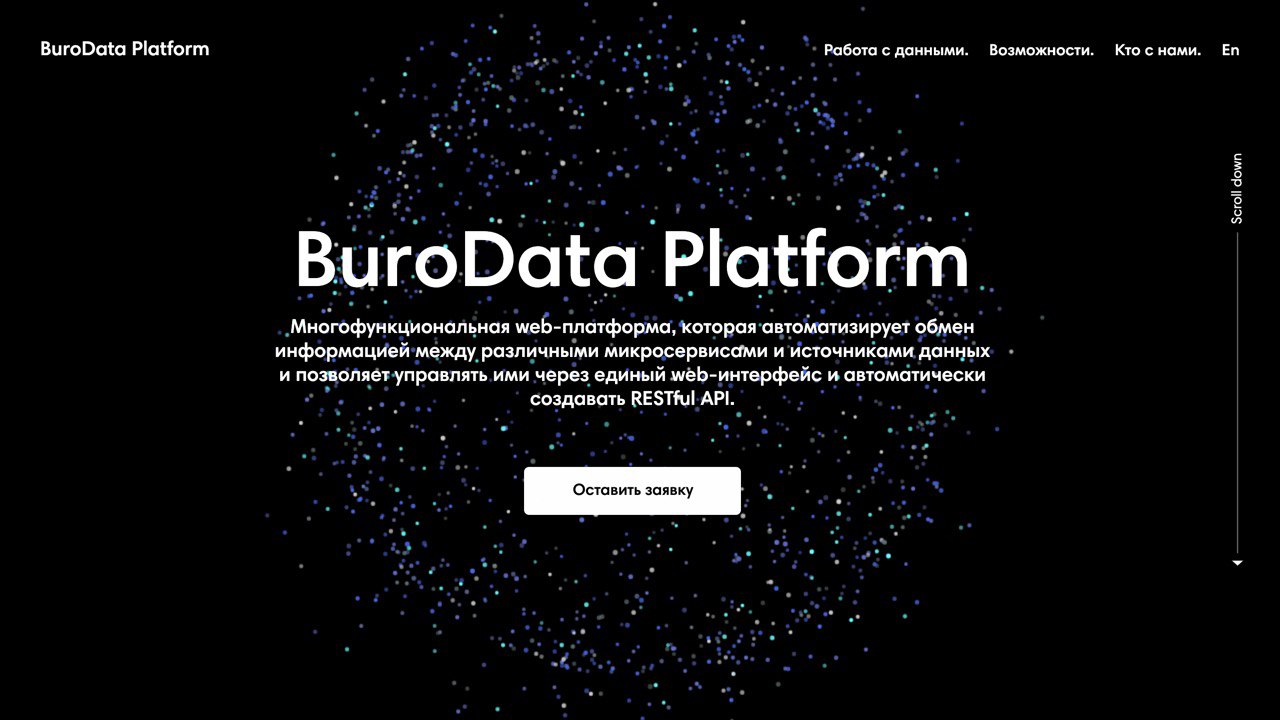 BuroData Platform
Работа с данными. Возможности. Кто с нами. En
Scroll down
BuroData Platform
Многофункциональная web-платформа, которая автоматизирует обмен
информацией между различными микросервисами и источниками данных
и позволяет управлять ими через единый web-интерфейс и автоматически
создавать RESTful API.
Оставить заявку